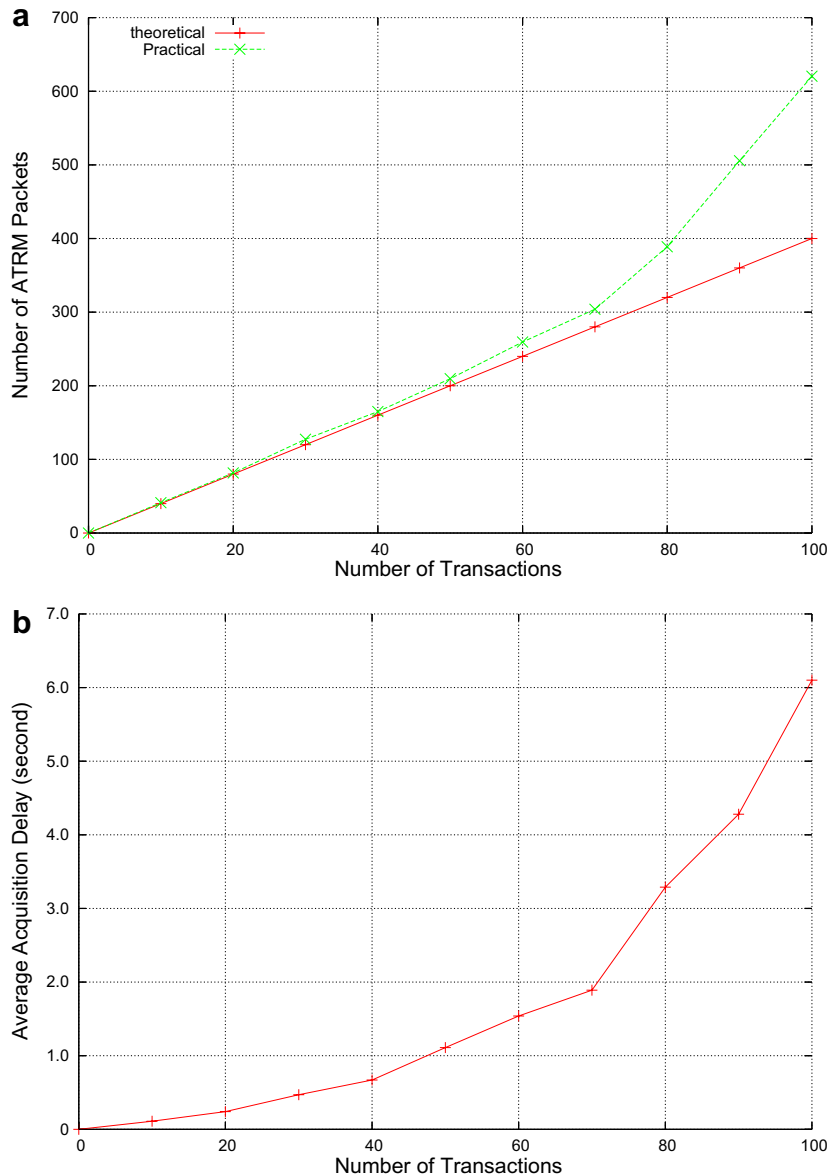 a
700
theoretical
Practical
600
500
400
300
200
100
0
0 20 40 60 80 100
Number of ATRM Packets
Number of Transactions
b
7.0
6.0
5.0
4.0
3.0
2.0
1.0
0
0 20 40 60 80 100
Average Acquisition Delay (second)
Number of Transactions